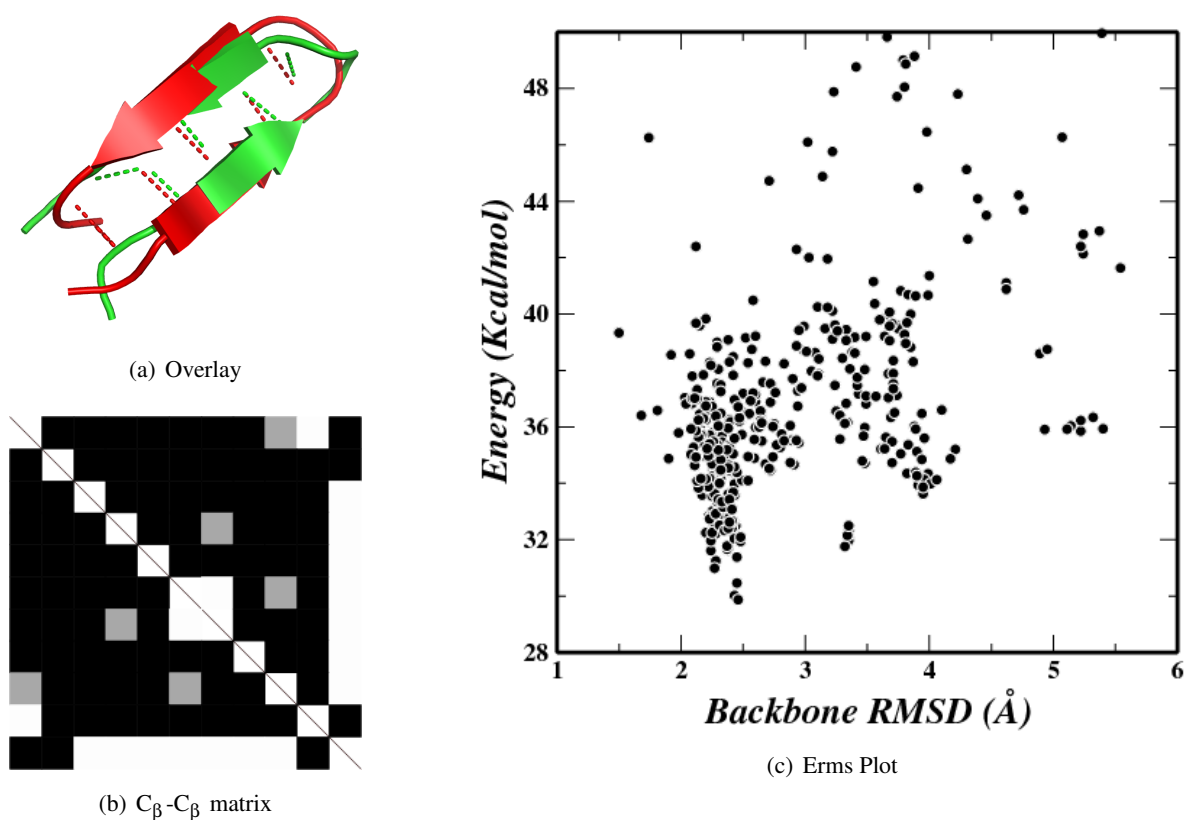 (a) Overlay
(b) Cβ-Cβ matrix
48
44
40
36
32
28
Energy (Kcal/mol)
1 2 3 4 5 6
Backbone RMSD (Å)
(c) Erms Plot